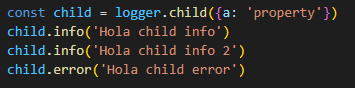 const child = logger.child({a: 'property'})
child.info('Hola child info')
child.info('Hola child info 2')
child.error('Hola child error')